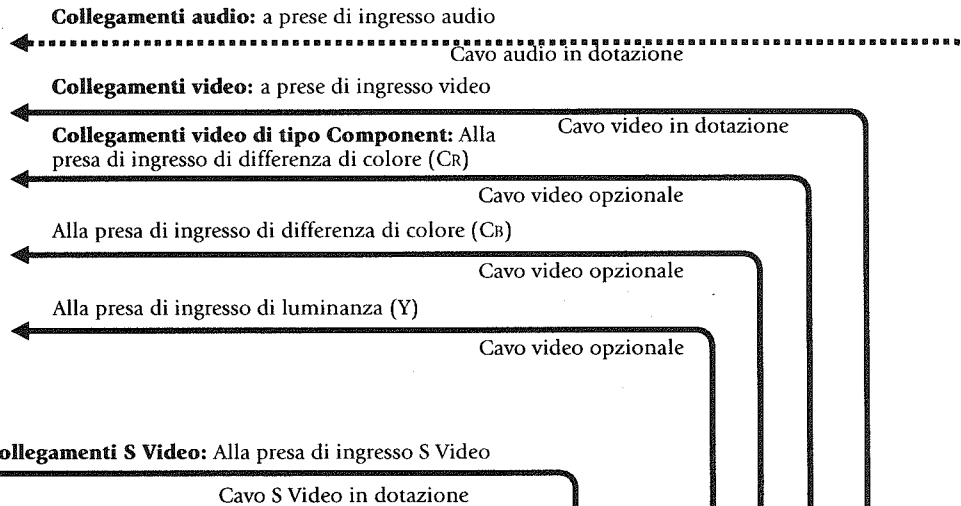 Collegamenti audio: a prese di ingresso audio
Cavo audio in dotazione
Collegamenti video: a prese di ingresso video
Cavo video in dotazione
Collegamenti video di tipo Component: Alla
presa di ingresso di differenza di colore (CR)
Cavo video opzionale
Alla presa di ingresso di differenza di colore (CB)
Cavo video opzionale
Alla presa di ingresso di luminanza (Y)
Cavo video opzionale
ollegamenti S Video: Alla presa di ingresso S Video
Cavo S Video in dotazione